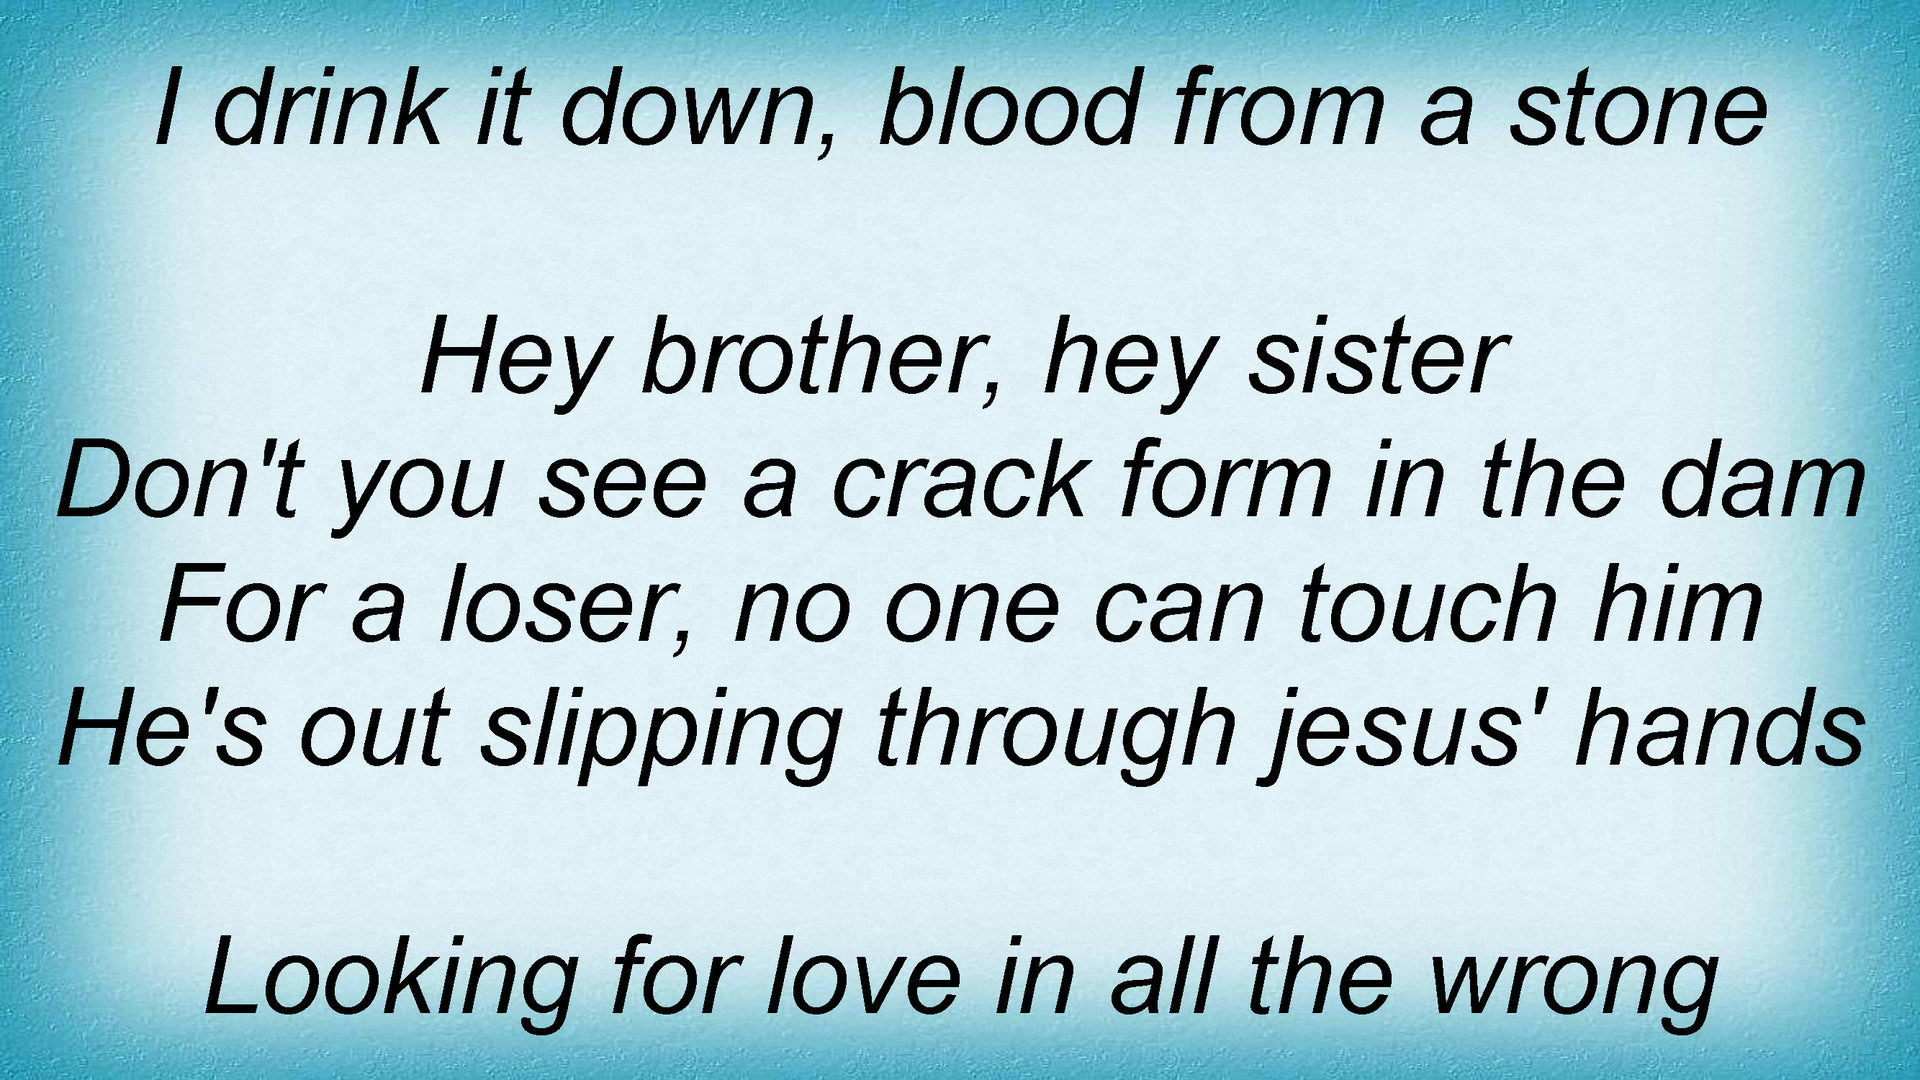 I drink it down, blood from a stone
Hey brother, hey sister
Don't you see a crack form in the dam
For a loser, no one can touch him
He's out slipping through jesus' hands
Looking for love in all the wrong